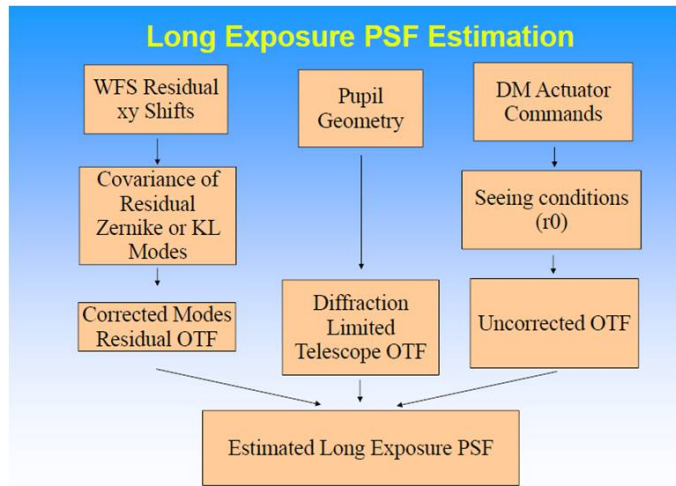 Long Exposure PSF Estimation
WFS Residual
xy Shifts
Covariance of
Residual
Zernike or KL
Modes
Corrected Modes
Residual OTF
Pupil
Geometry
Diffraction
Limited
Telescope OTF
DM Actuator
Commands
Seeing conditions
(r0)
Uncorrected OTF
Estimated Long Exposure PSF